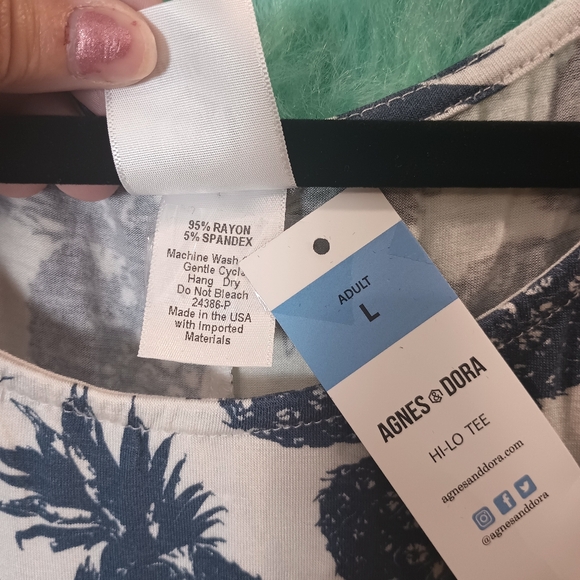 95% RAYON
5% SPANDEX
Machine Wash
Gentle Cycle
Hang Dry
Do Not Bleach
24386-P
Made in the USA
with Imported
Materials
ADULT
L
AGNES & DORA
HI-LO TEE
agnesanddora.com
@agnesanddora